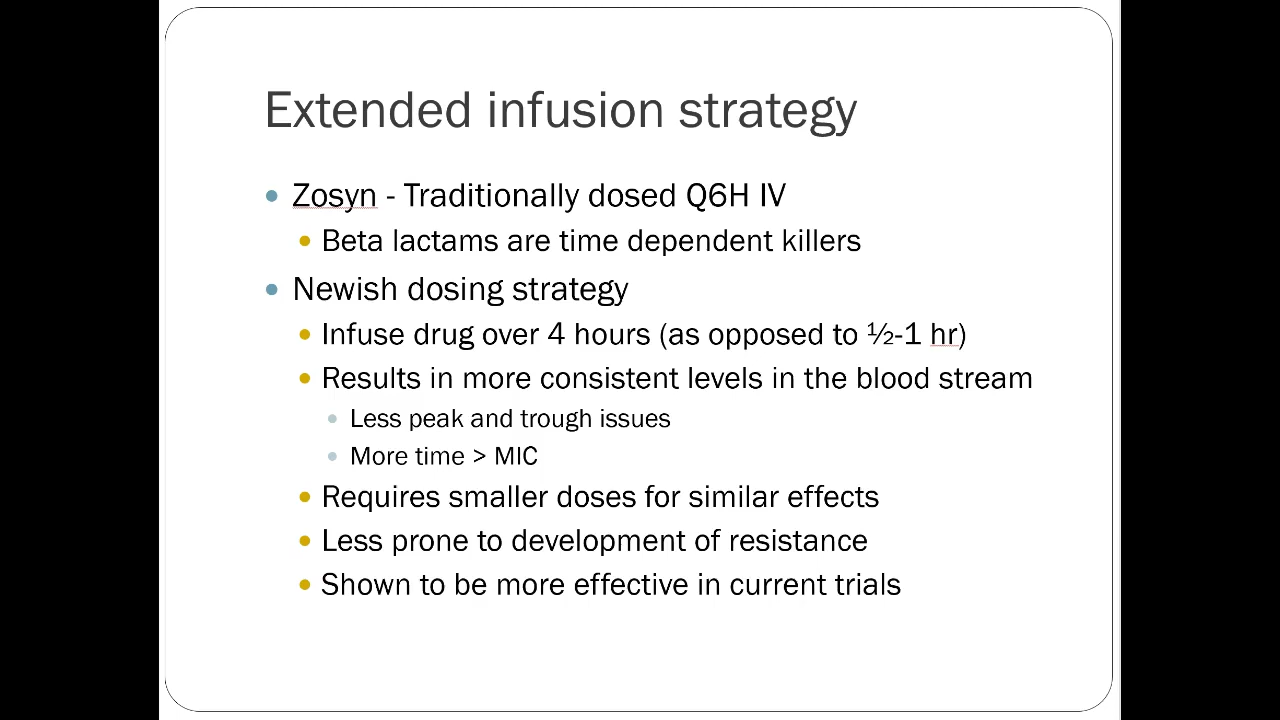 Extended infusion strategy
• Zosyn - Traditionally dosed Q6H IV
• Beta lactams are time dependent killers
• Newish dosing strategy
• Infuse drug over 4 hours (as opposed to ½-1 hr)
• Results in more consistent levels in the blood stream
• Less peak and trough issues
• More time > MIC
• Requires smaller doses for similar effects
• Less prone to development of resistance
• Shown to be more effective in current trials